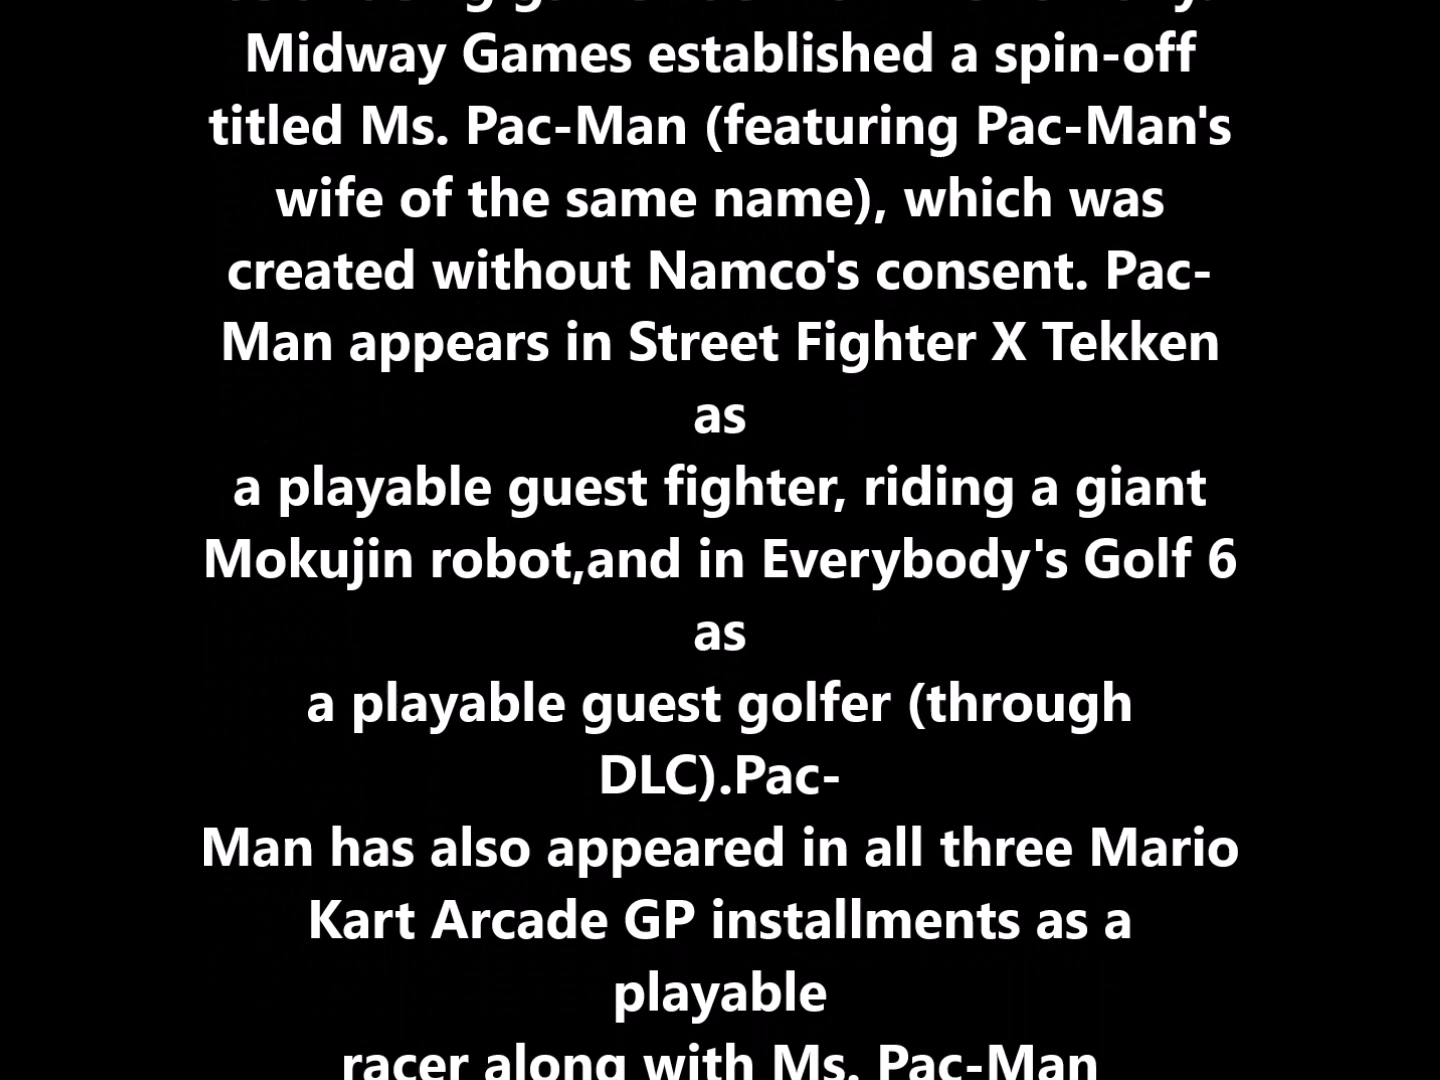 Midway Games established a spin-off
titled Ms. Pac-Man (featuring Pac-Man's
wife of the same name), which was
created without Namco's consent. Pac-
Man appears in Street Fighter X Tekken
as
a playable guest fighter, riding a giant
Mokujin robot,and in Everybody's Golf 6
as
a playable guest golfer (through
DLC).Pac-
Man has also appeared in all three Mario
Kart Arcade GP installments as a
playable
racer along with Ms. Pac-Man